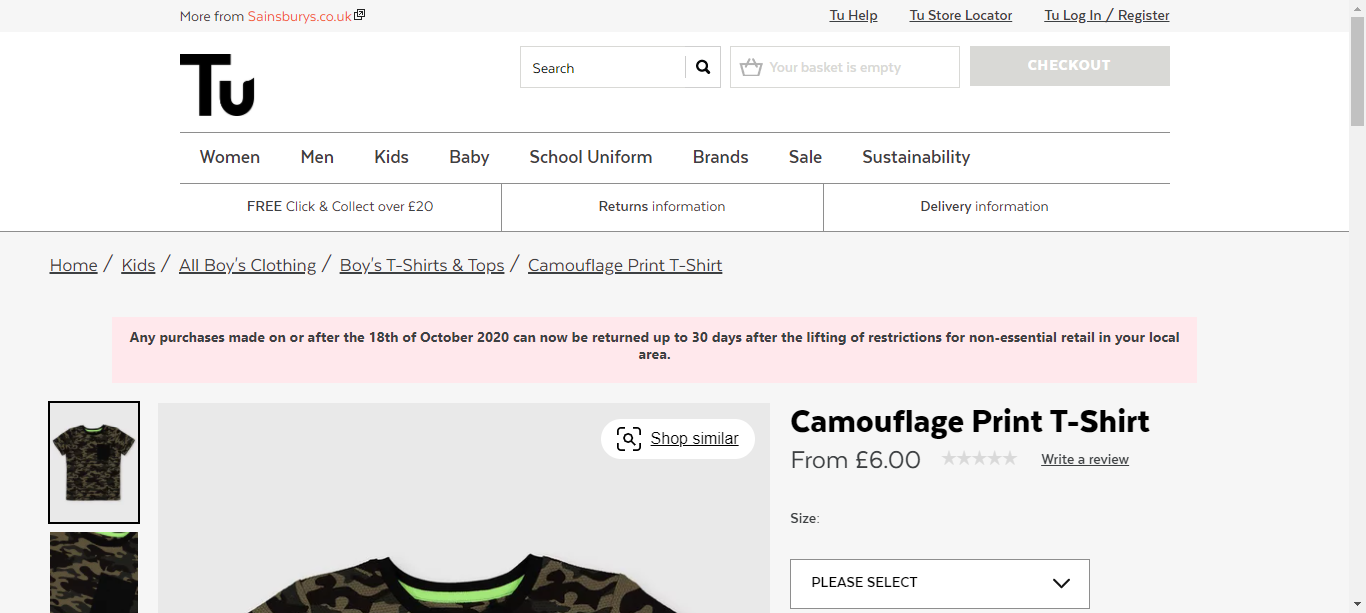 More from Sainsburys.co.uk
Tu Help
Tu Store Locator
Tu Log In / Register
Tu
Search
Your basket is empty
CHECKOUT
Women
Men
Kids
Baby
School Uniform
Brands
Sale
Sustainability
FREE Click & Collect over £20
Returns information
Delivery information
Home / Kids / All Boy's Clothing / Boy's T-Shirts & Tops / Camouflage Print T-Shirt
Any purchases made on or after the 18th of October 2020 can now be returned up to 30 days after the lifting of restrictions for non-essential retail in your local
area.
Shop similar
Camouflage Print T-Shirt
From £6.00
Write a review
Size:
PLEASE SELECT